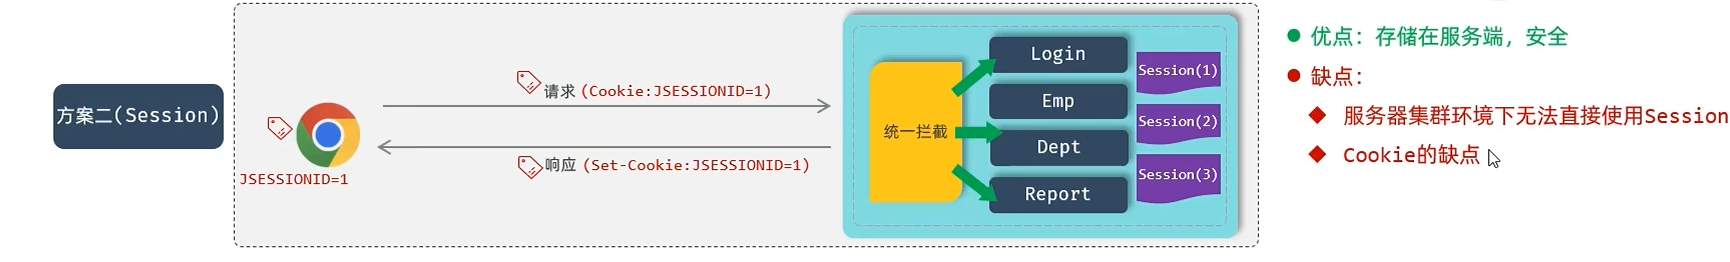 方案二(Session)
JSESSIONID=1
请求 (Cookie:JSESSIONID=1)
响应 (Set-Cookie:JSESSIONID=1)
统一拦截
Login
Emp
Dept
Report
Session(1)
Session(2)
Session(3)
优点：存储在服务端，安全
缺点：
服务器集群环境下无法直接使用Session
Cookie的缺点